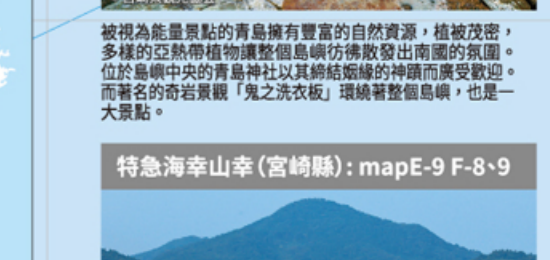 被視為能量景點的青島擁有豐富的自然資源，植被茂密，
多樣的亞熱帶植物讓整個島嶼彷彿散發出南國的氛圍。
位於島嶼中央的青島神社以其締結姻緣的神蹟而廣受歡迎。
而著名的奇岩景觀「鬼之洗衣板」環繞著整個島嶼，也是一
大景點。
特急海幸山幸（宮崎縣）: mapE-9 F-8、9